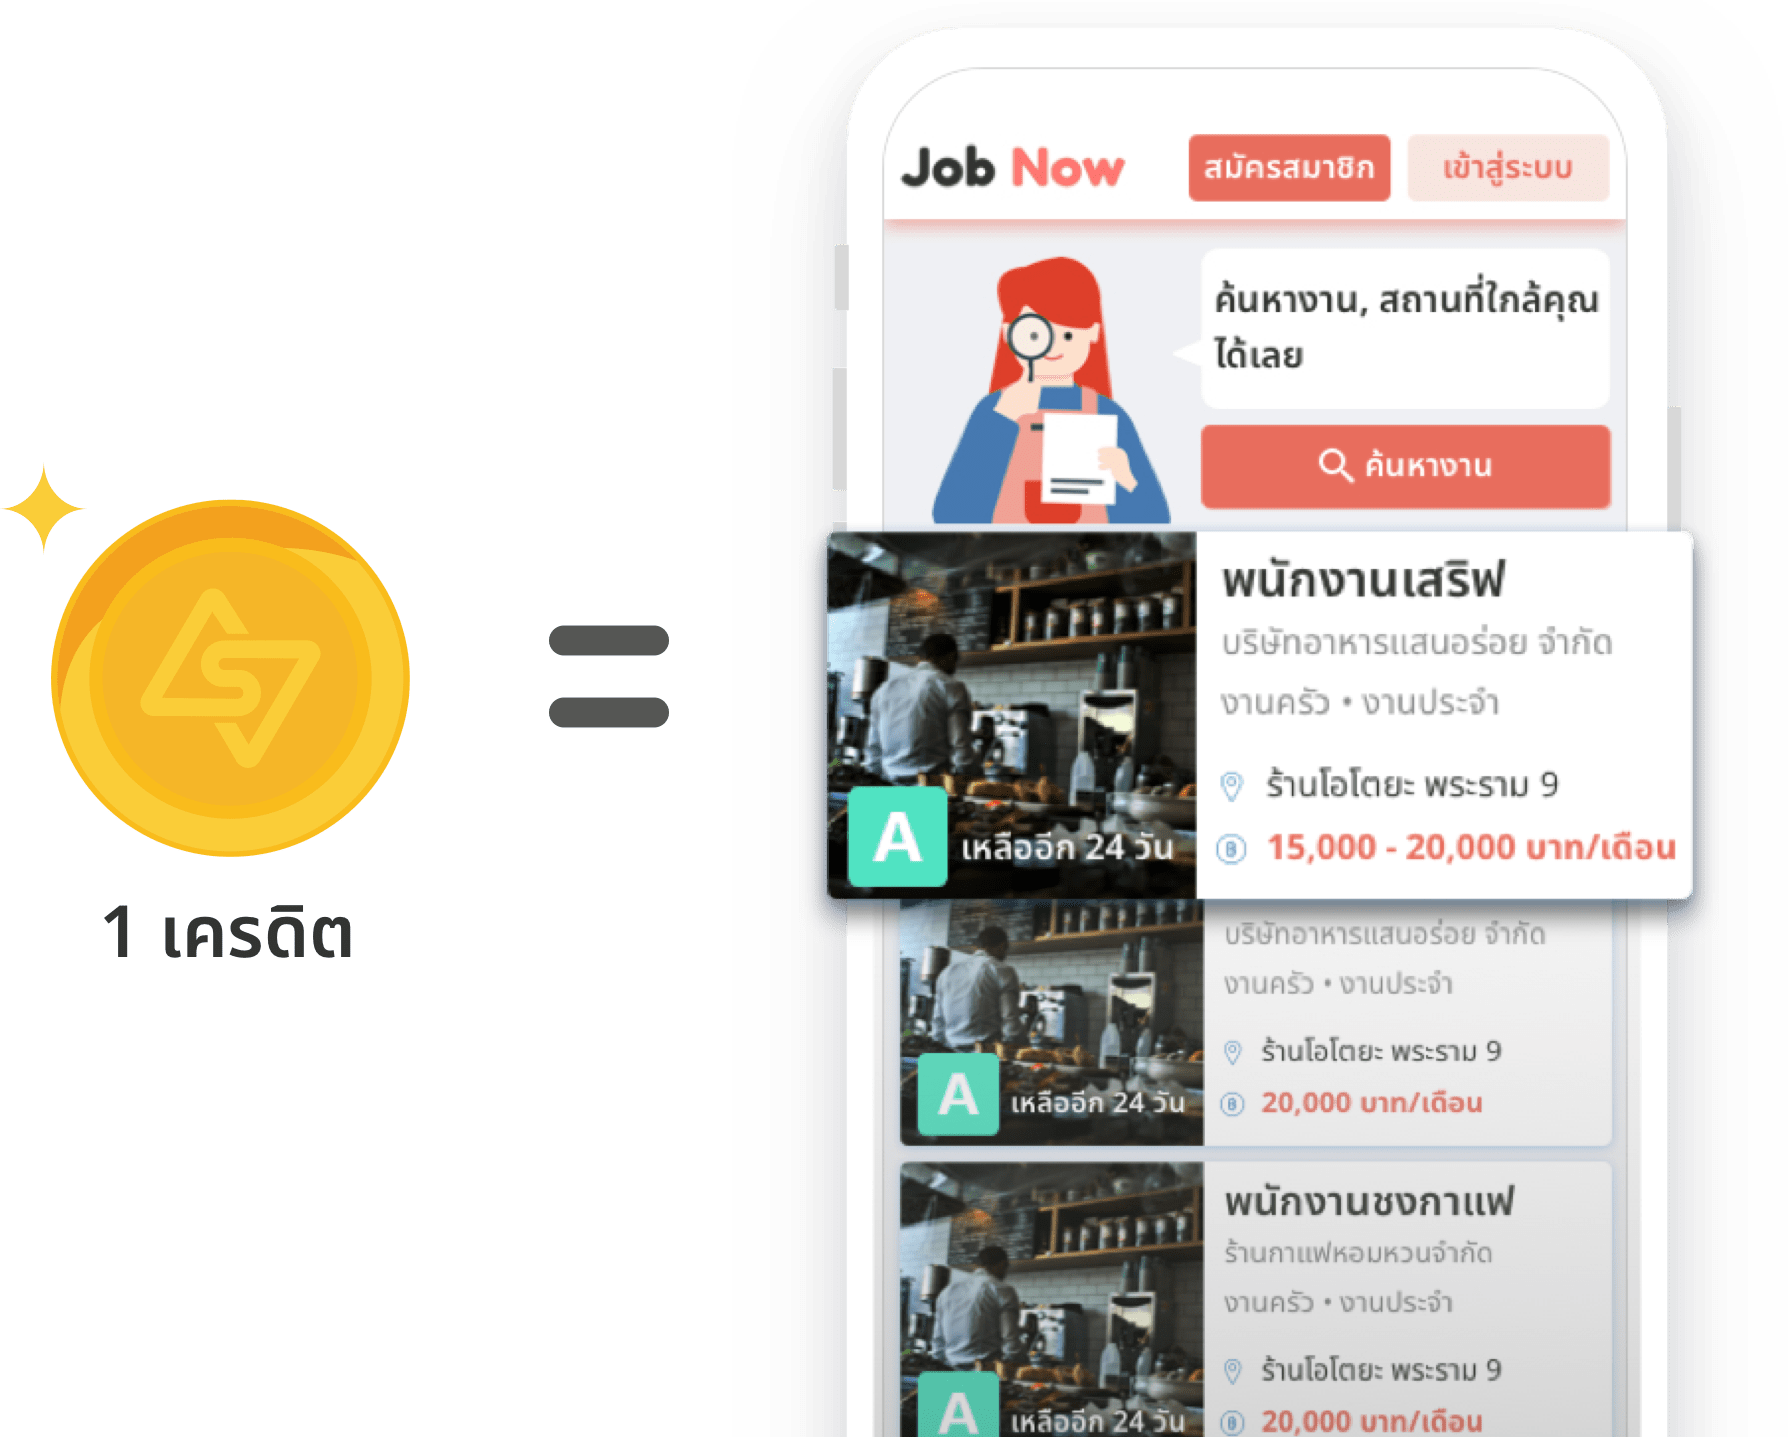 Job Now
สมัครสมาชิก
เข้าสู่ระบบ
ค้นหางาน, สถานที่ใกล้คุณ
ได้เลย
ค้นหางาน
1 เครดิต
พนักงานเสริฟ
บริษัทอาหารแสนอร่อย จำกัด
งานครัว • งานประจำ
ร้านโอโตยะ พระราม 9
15,000 - 20,000 บาท/เดือน
A
เหลืออีก 24 วัน
บริษัทอาหารแสนอร่อย จำกัด
งานครัว • งานประจำ
ร้านโอโตยะ พระราม 9
20,000 บาท/เดือน
A
เหลืออีก 24 วัน
พนักงานชงกาแฟ
ร้านกาแฟหอมหวนจำกัด
งานครัว • งานประจำ
ร้านโอโตยะ พระราม 9
20,000 บาท/เดือน
A
เหลืออีก 24 วัน